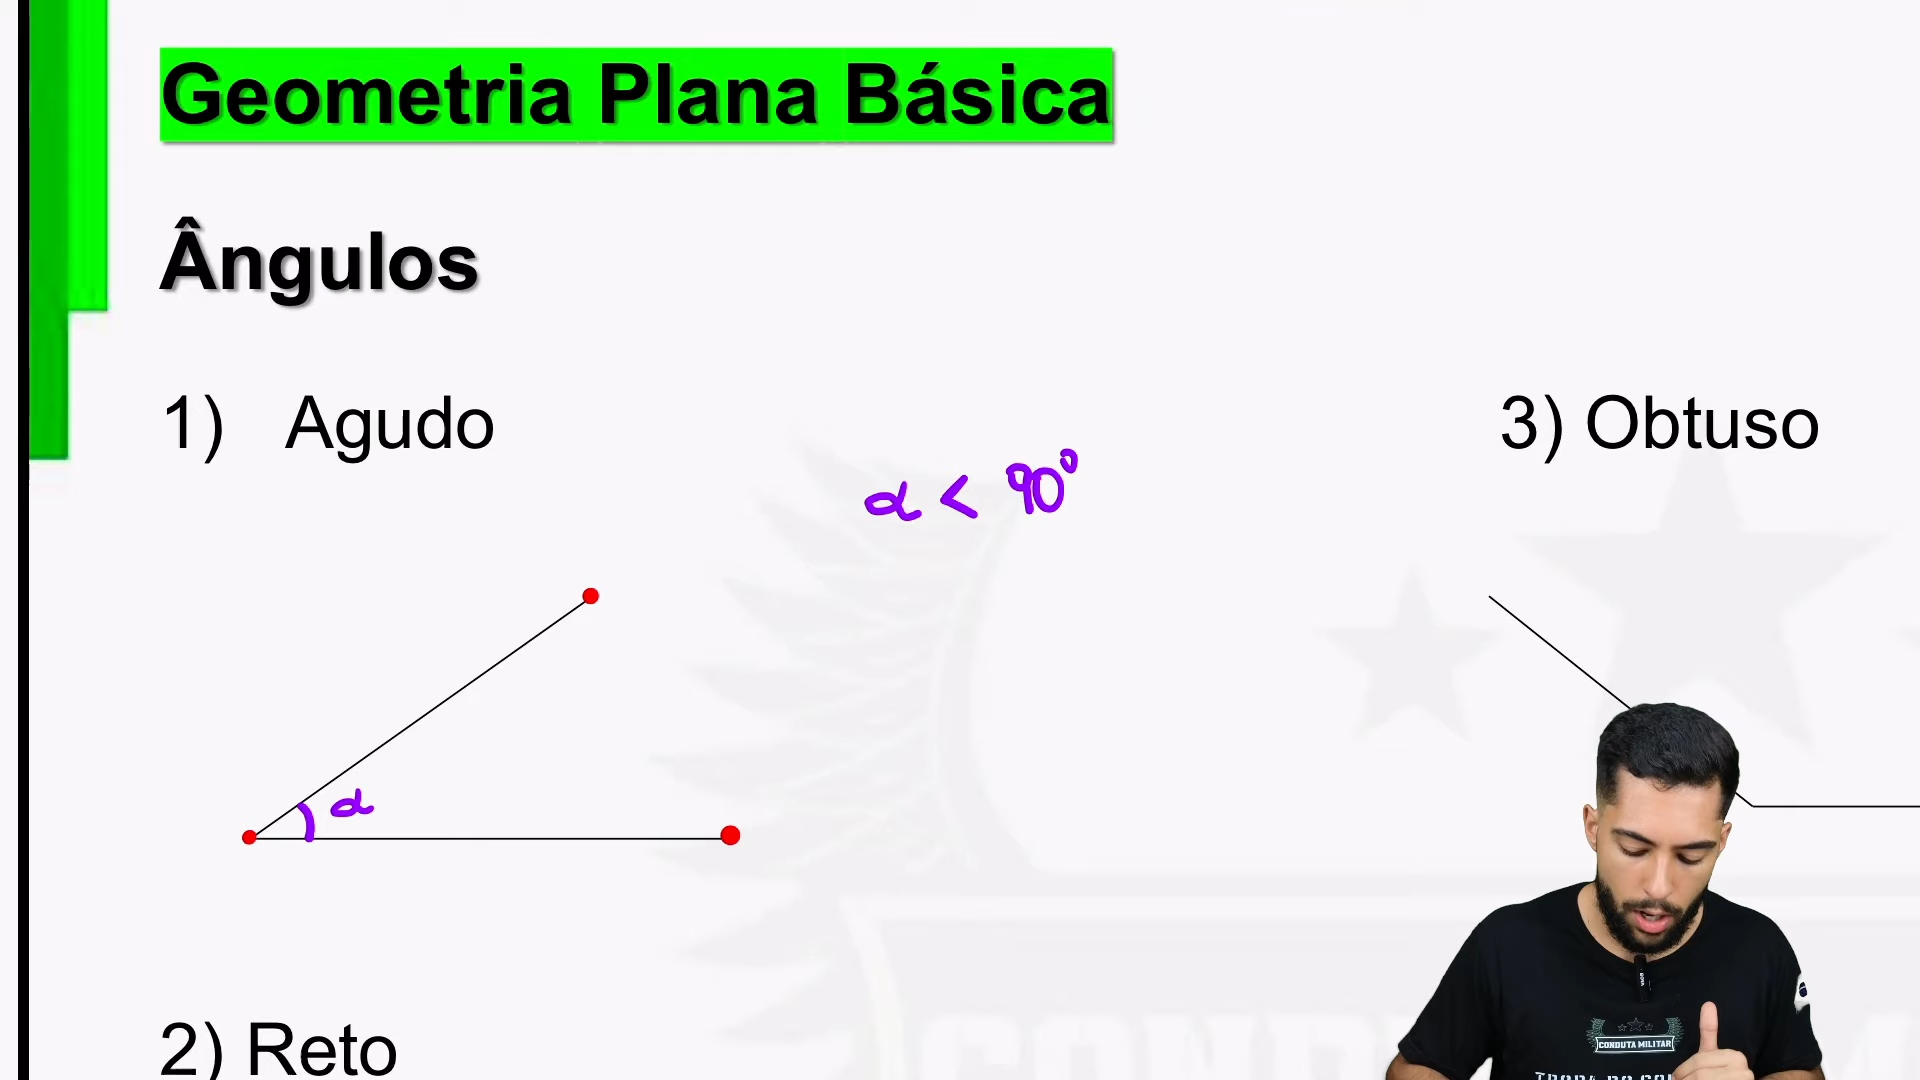 Geometria Plana Básica
Ângulos
1) Agudo
3) Obtuso
α < 90°
α
2) Reto
CONDUTA MILITAR